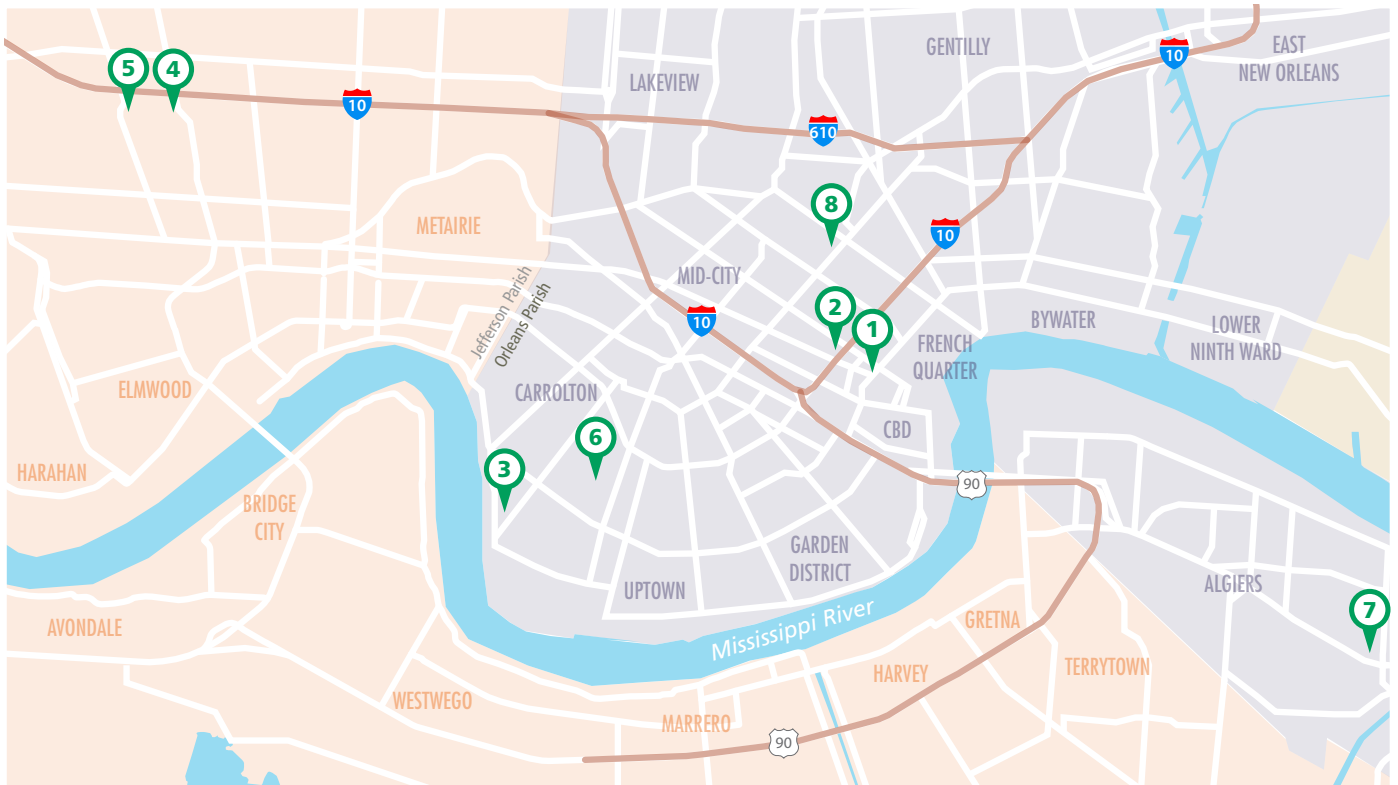 GENTILLY
EAST
NEW ORLEANS
10
5
4
LAKEVIEW
10
610
8
10
METAIRIE
MID-CITY
Jefferson Parish
Orleans Parish
2
1
10
BYWATER
LOWER
NINTH WARD
FRENCH
QUARTER
ELMWOOD
CARROLTON
CBD
6
3
HARAHAN
90
BRIDGE
CITY
GARDEN
DISTRICT
UPTOWN
ALGIERS
7
Mississippi River
AVONDALE
GRETNA
HARVEY
TERRYTOWN
WESTWEGO
MARRERO
90